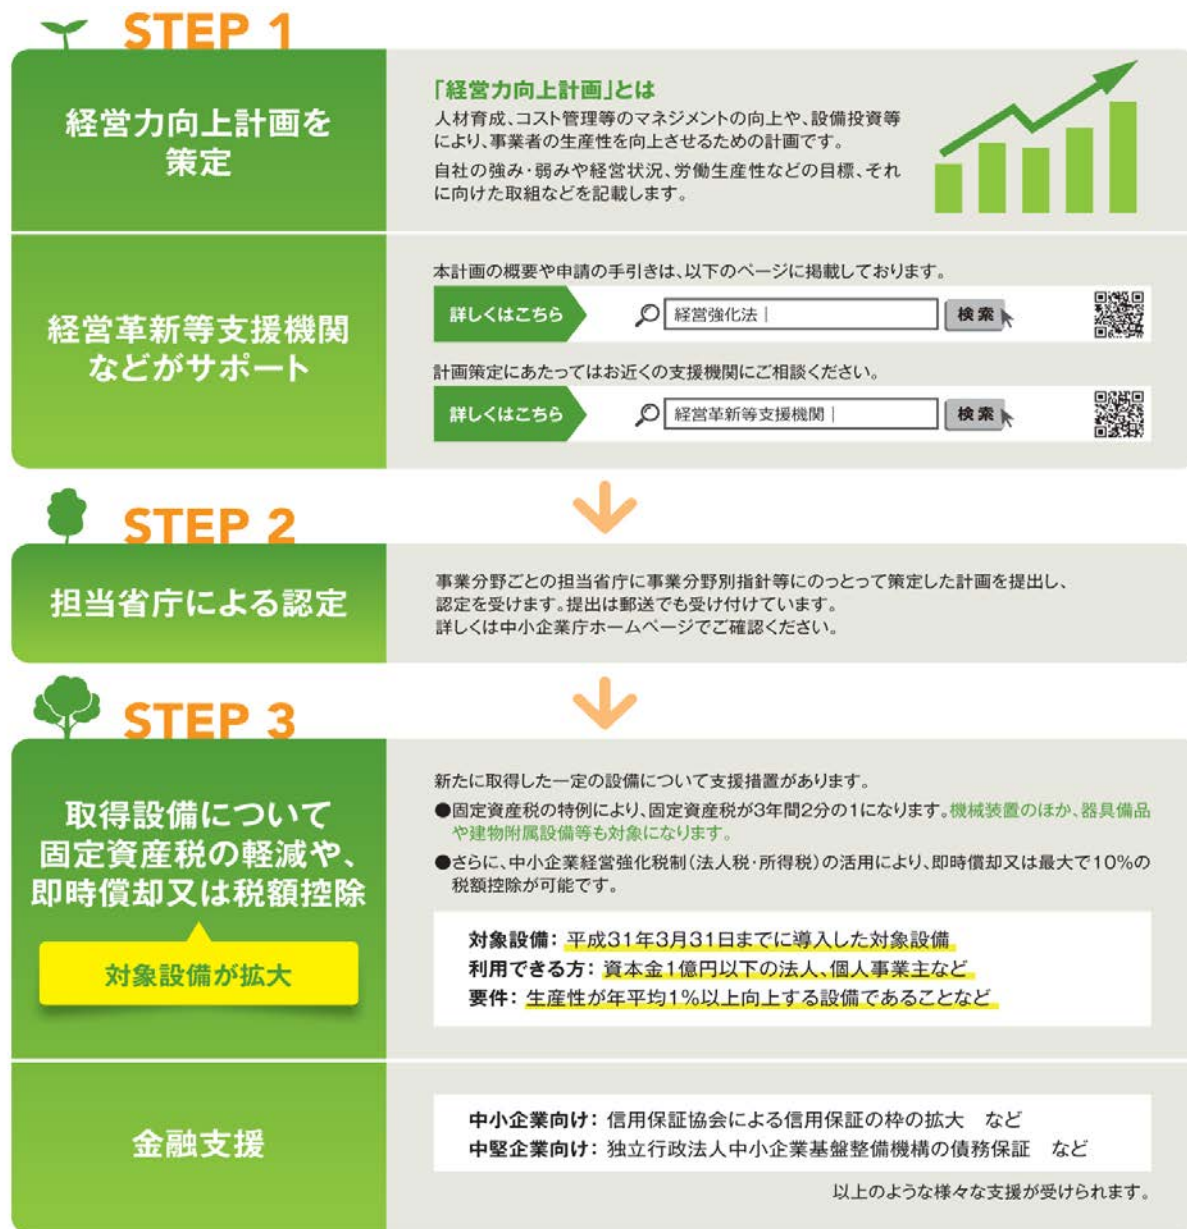 STEP 1
経営力向上計画を
策定
「経営力向上計画」とは
人材育成、コスト管理等のマネジメントの向上や、設備投資等
により、事業者の生産性を向上させるための計画です。
自社の強み・弱みや経営状況、労働生産性などの目標、それ
に向けた取組などを記載します。
経営革新等支援機関
などがサポート
本計画の概要や申請の手引きは、以下のページに掲載しております。
詳しくはこちら 経営強化法｜ 検索
計画策定にあたってはお近くの支援機関にご相談ください。
詳しくはこちら 経営革新等支援機関｜ 検索
STEP 2
担当省庁による認定
事業分野ごとの担当省庁に事業分野別指針等にのっとって策定した計画を提出し、
認定を受けます。提出は郵送でも受け付けています。
詳しくは中小企業庁ホームページでご確認ください。
STEP 3
取得設備について
固定資産税の軽減や、
即時償却又は税額控除
対象設備が拡大
新たに取得した一定の設備について支援措置があります。
●固定資産税の特例により、固定資産税が3年間2分の1になります。機械装置のほか、器具備品
や建物附属設備等も対象になります。
●さらに、中小企業経営強化税制（法人税・所得税）の活用により、即時償却又は最大で10％の
税額控除が可能です。
対象設備：平成31年3月31日までに導入した対象設備
利用できる方：資本金1億円以下の法人、個人事業主など
要件：生産性が年平均1％以上向上する設備であることなど
金融支援
中小企業向け：信用保証協会による信用保証の枠の拡大　など
中堅企業向け：独立行政法人中小企業基盤整備機構の債務保証　など
以上のような様々な支援が受けられます。